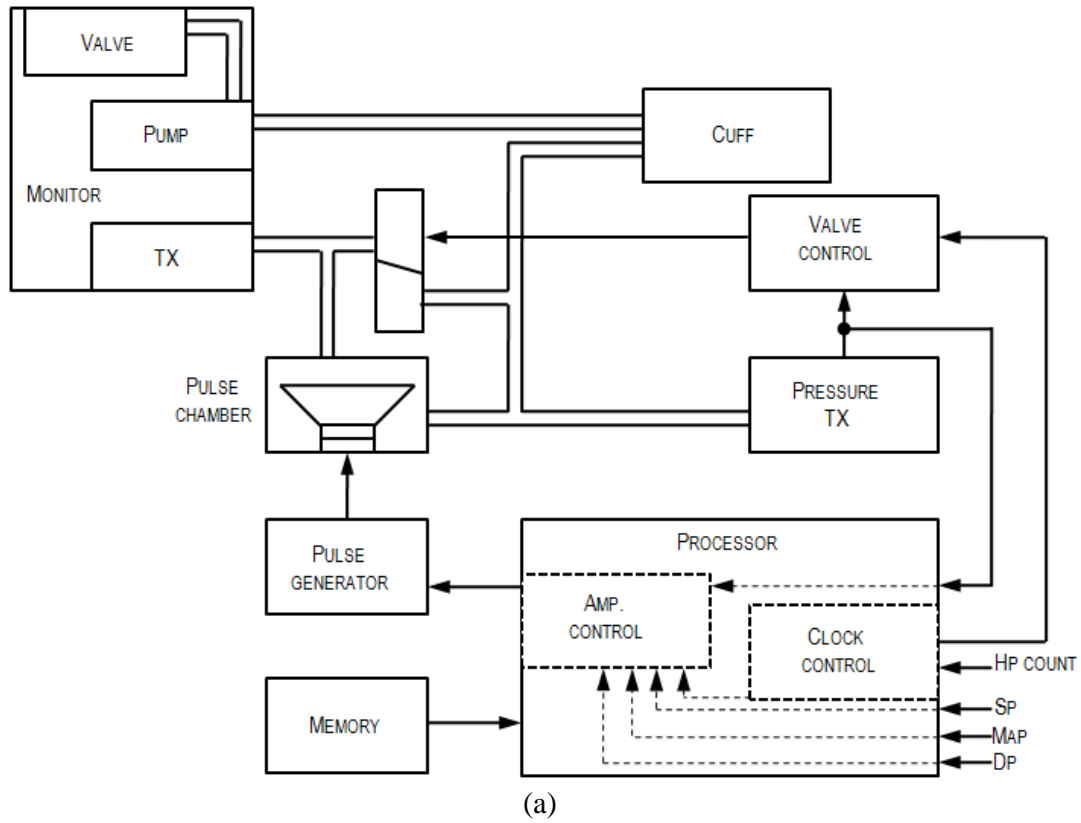 VALVE
PUMP
CUFF
MONITOR
TX
VALVE
CONTROL
PULSE
CHAMBER
PRESSURE
TX
PULSE
GENERATOR
PROCESSOR
AMP.
CONTROL
CLOCK
CONTROL
HP COUNT
MEMORY
SP
MAP
DP
(a)